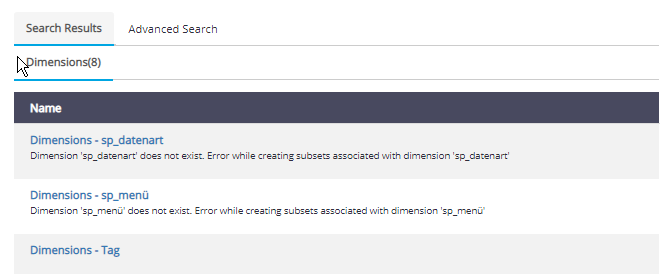 Search Results Advanced Search
Dimensions(8)
Name
Dimensions - sp_datenart
Dimension 'sp_datenart' does not exist. Error while creating subsets associated with dimension 'sp_datenart'
Dimensions - sp_menü
Dimension 'sp_menü' does not exist. Error while creating subsets associated with dimension 'sp_menü'
Dimensions - Tag